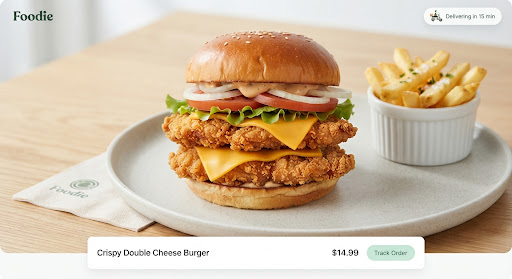 Foodie
Delivering in 15 min
Foodie
Crispy Double Cheese Burger
$14.99
Track Order